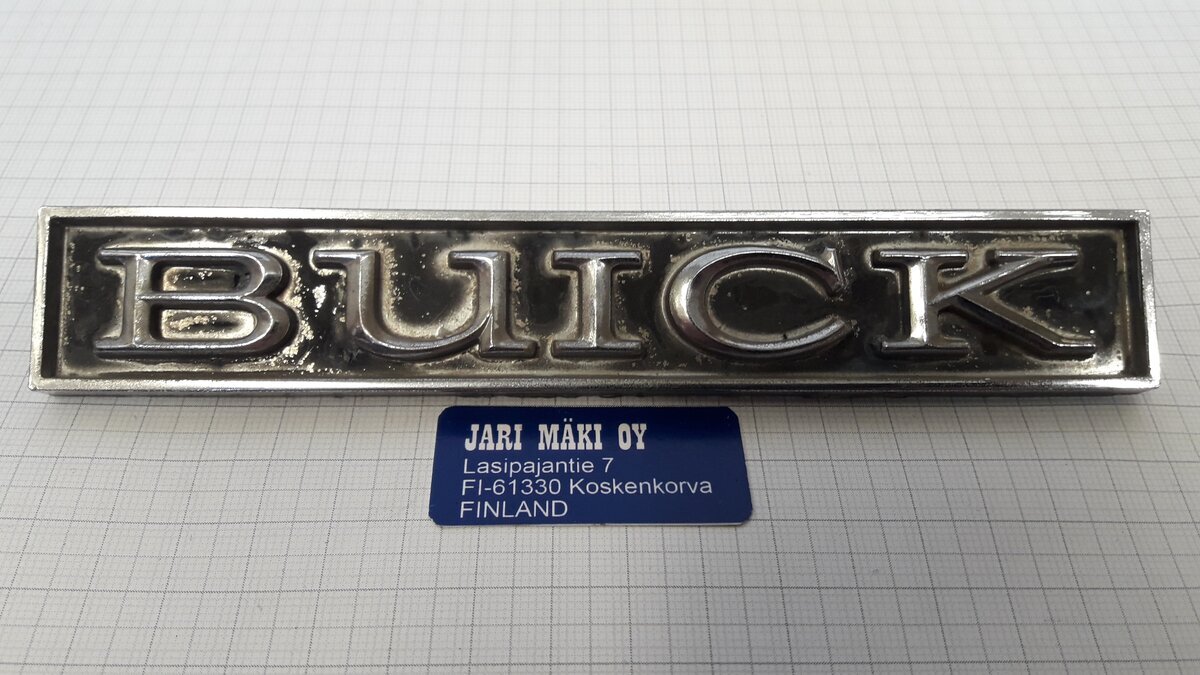 BUICK
JARI MÄKI OY
Lasipajantie 7
FI-61330 Koskenkorva
FINLAND